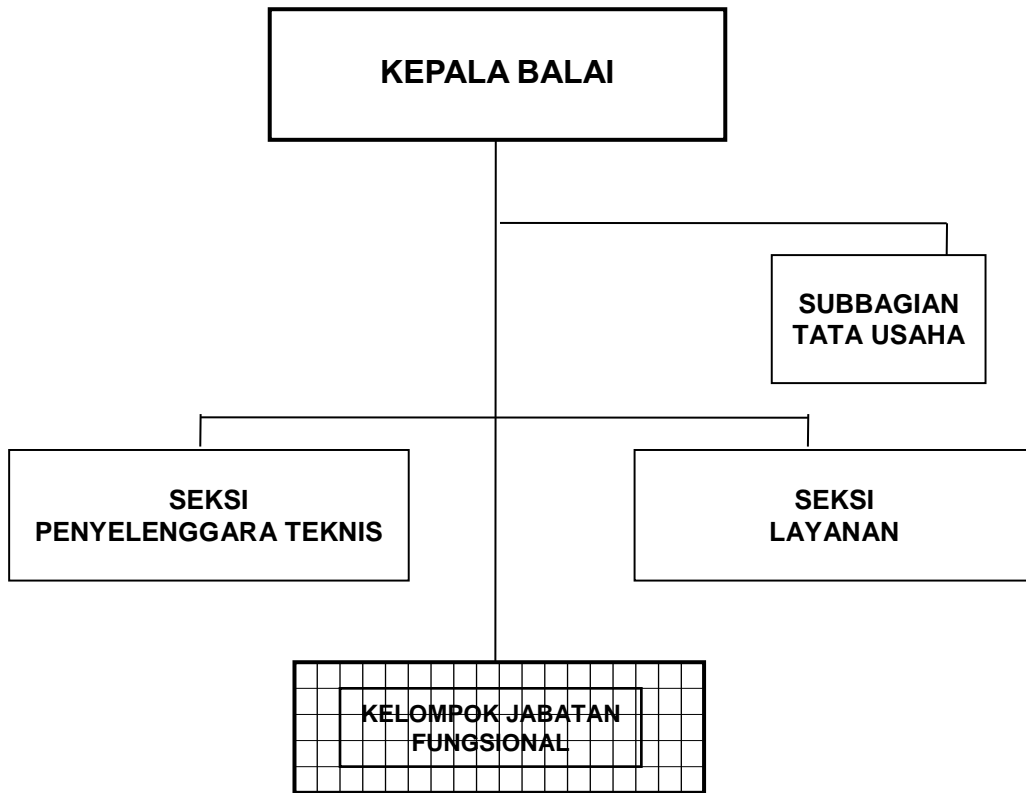 KEPALA BALAI
SUBBAGIAN
TATA USAHA
SEKSI
PENYELENGGARA TEKNIS
SEKSI
LAYANAN
KELOMPOK JABATAN
FUNGSIONAL